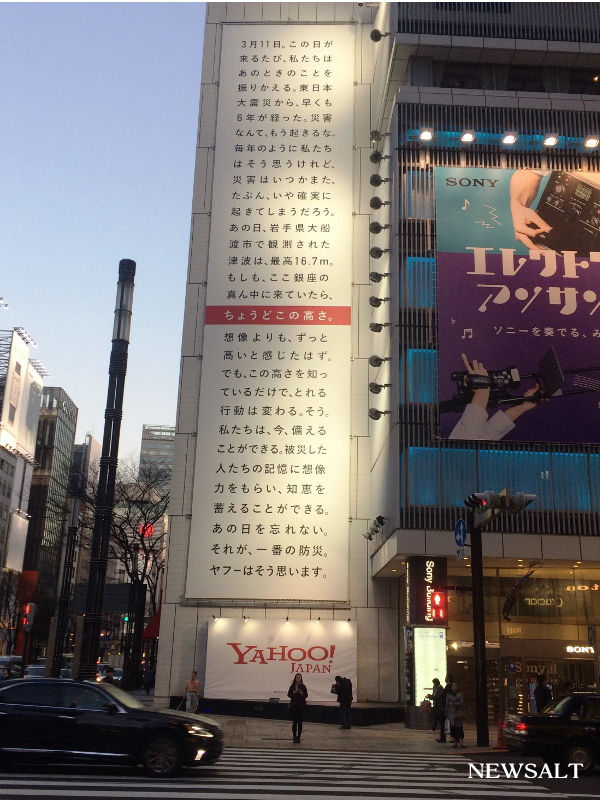 3月11日。この日が
来るたび、私たちは
あのときのことを
振りかえる。東日本
大震災から、早くも
6年が経った。災害
なんて、もう起きるな。
毎年のように私たち
はそう思うけれど、
災害はいつかまた、
たぶん、いや確実に
起きてしまうだろう。
あの日、岩手県大船
渡市で観測された
津波は、最高16.7m。
もしも、ここ銀座の
真ん中に来ていたら、
ちょうどこの高さ。
想像よりも、ずっと
高いと感じたはず。
でも、この高さを知っ
ているだけで、とれる
行動は変わる。そう。
私たちは、今、備える
ことができる。被災した
人たちの記憶に想像
力をもらい、知恵を
蓄えることができる。
あの日を忘れない。
それが、一番の防災。
ヤフーはそう思います。
YAHOO!
JAPAN
SONY
エレクト
アンサン
ソニーを奏でる、み
Sony Building
SONY
NEWSALT